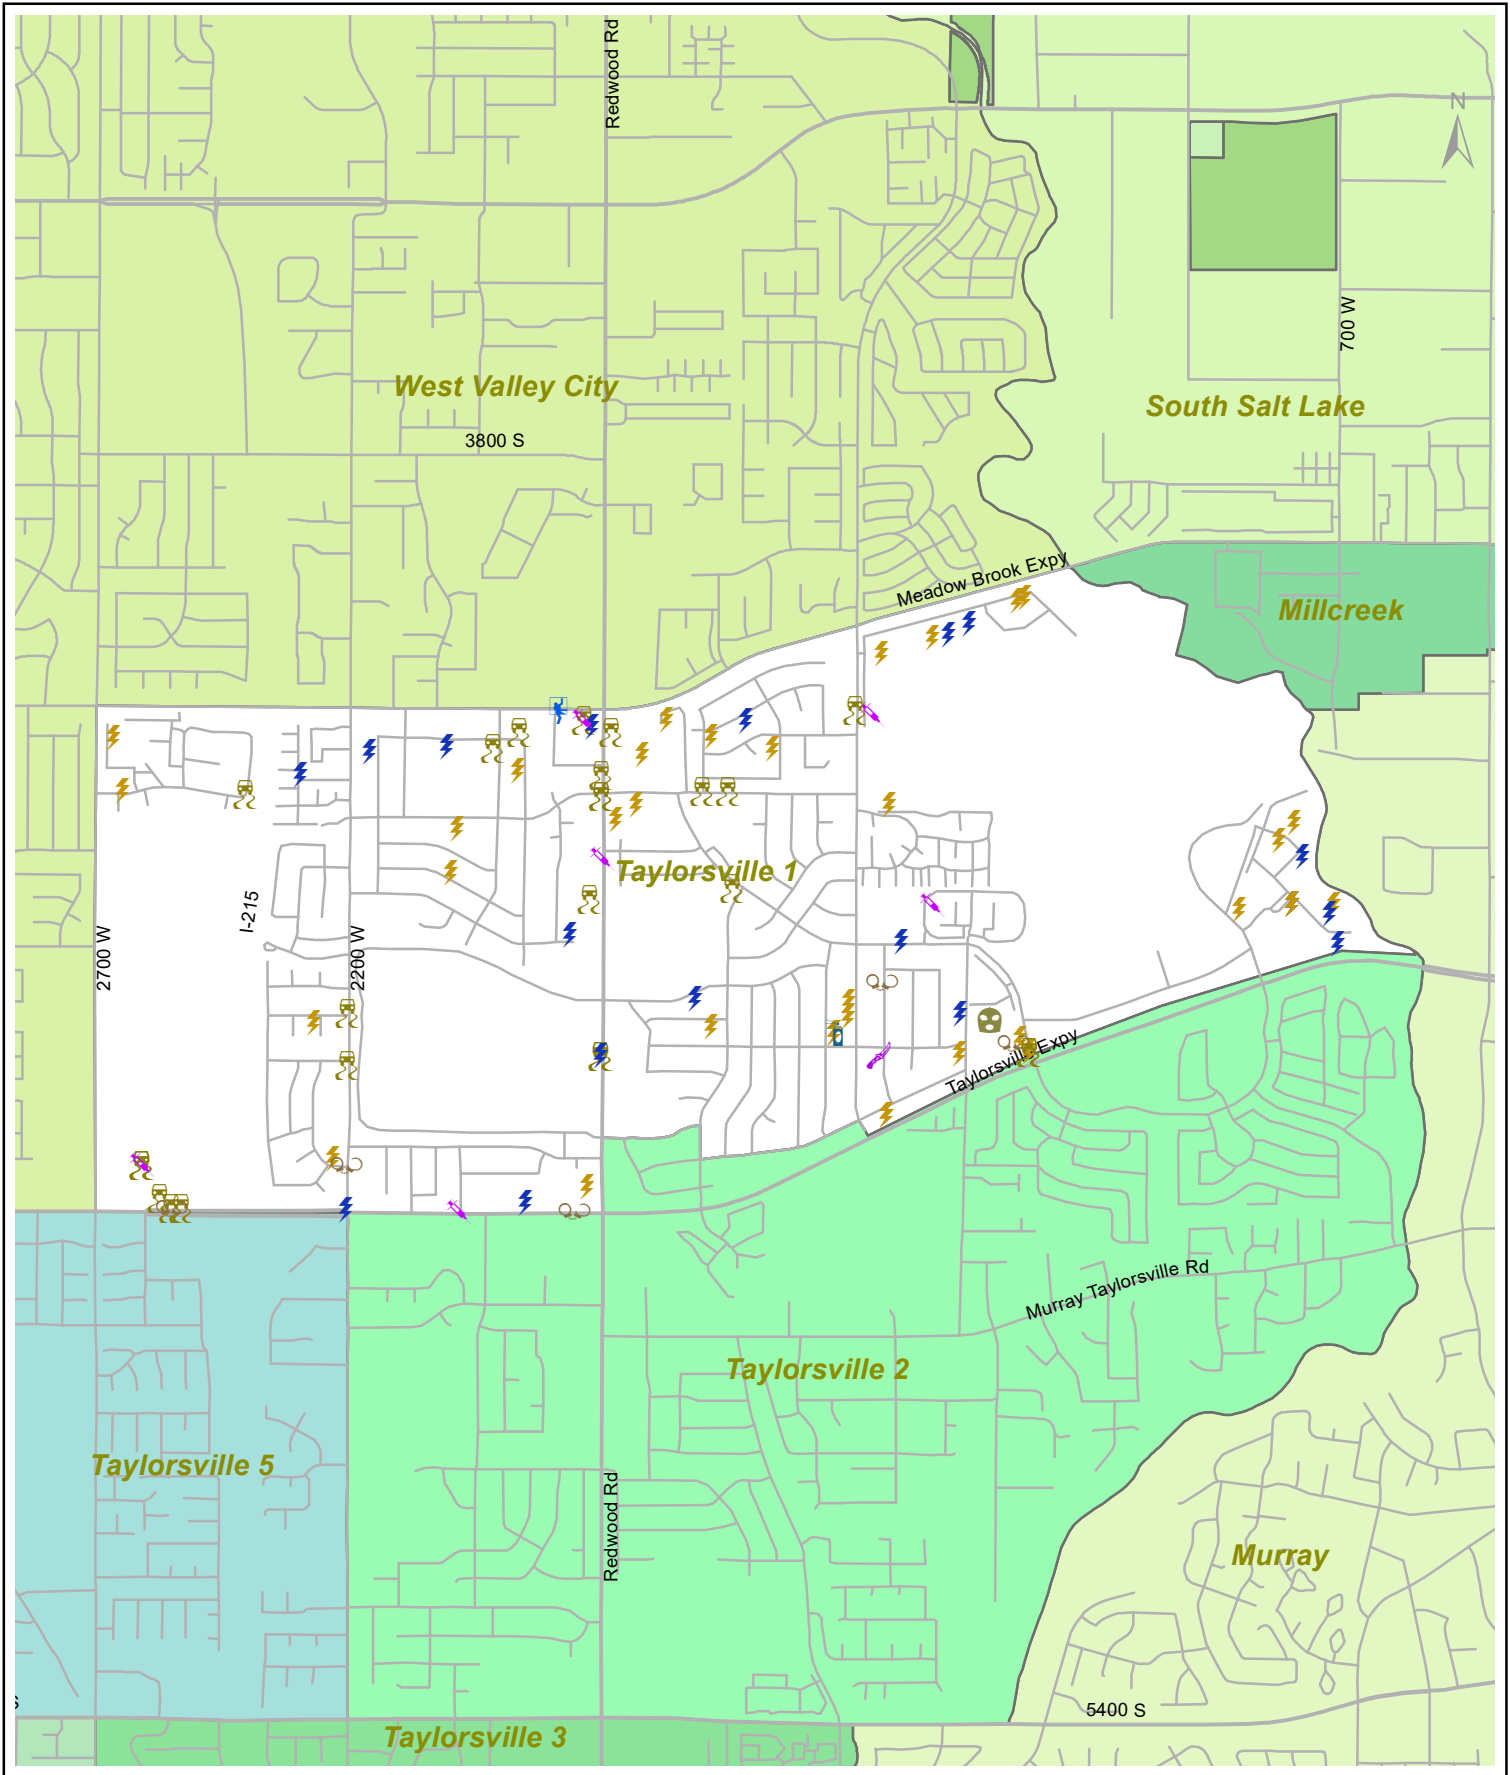 Redwood Rd
N
700 W
West Valley City
South Salt Lake
3800 S
Meadow Brook Expy
Millcreek
Taylorsville 1
I-215
2700 W
2200 W
Taylorsville Expy
Murray Taylorsville Rd
Taylorsville 2
Taylorsville 5
Redwood Rd
Murray
5400 S
Taylorsville 3